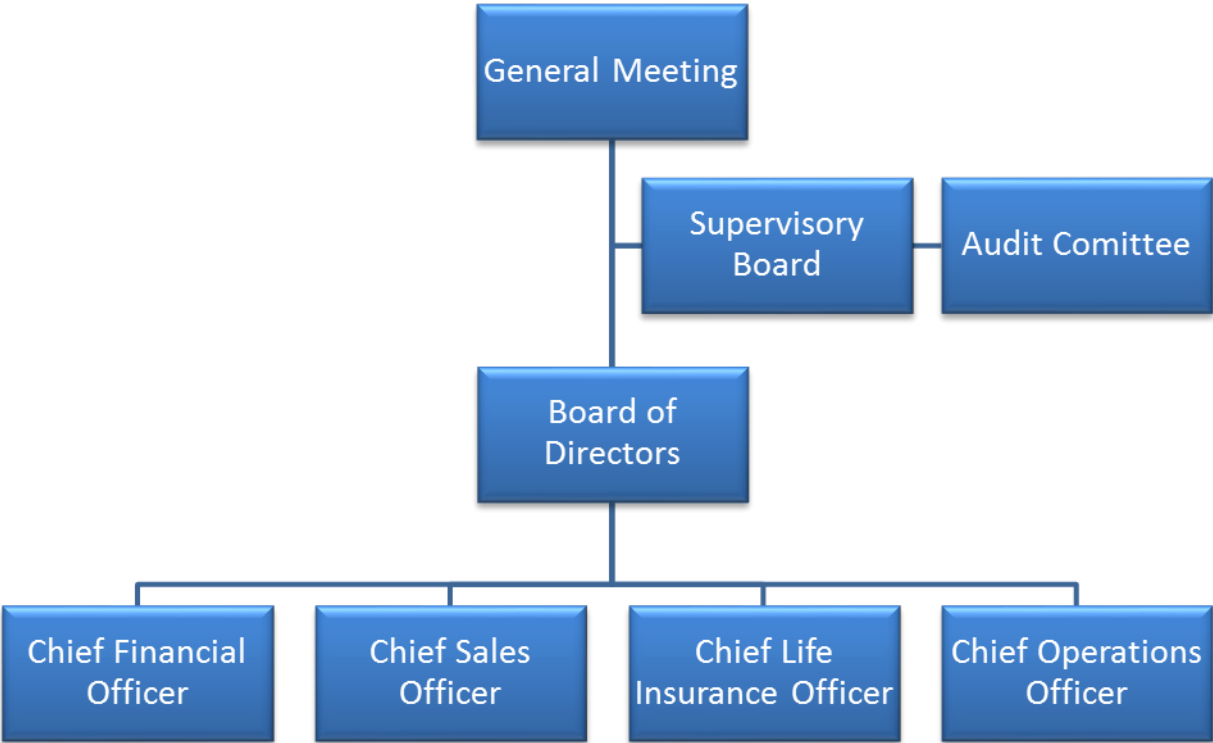 General Meeting
Supervisory
Board
Audit Comittee
Board of
Directors
Chief Financial
Officer
Chief Sales
Officer
Chief Life
Insurance Officer
Chief Operations
Officer